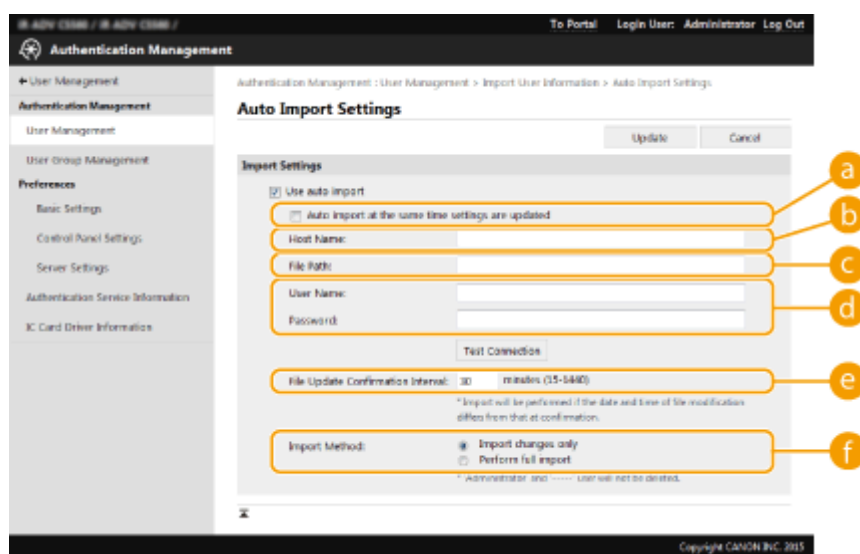 To Portal Login User: Administrator Log Out
Authentication Management
User Management
Authentication Management : User Management > Import User Information > Auto Import Settings
Authentication Management
Auto Import Settings
User Management
Update Cancel
User Group Management
Import Settings
Preferences
Use auto import
Basic Settings
Auto import at the same time settings are updated
a
Control Panel Settings
Host Name:
b
Server Settings
File Path:
c
Authentication Service Information
User Name:
d
IC Card Driver Information
Password:
Test Connection
File Update Confirmation Interval: 30 minutes (15-1440)
e
* Import will be performed if the date and time of file modification
differs from that at confirmation.
Import Method: Import changes only
Perform full import
f
* 'Administrator' and '-----' user will not be deleted.
Copyright CANON INC. 2015